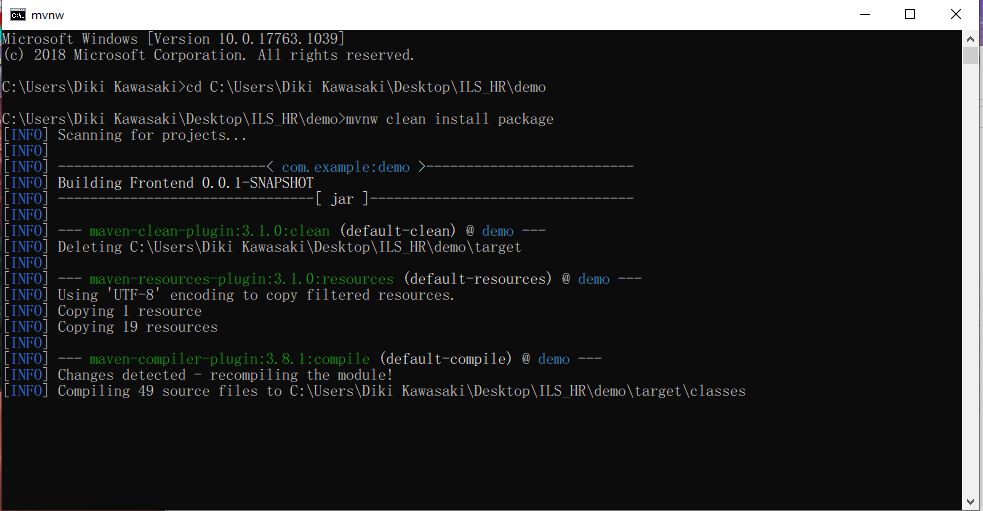 mvnw
Microsoft Windows [Version 10.0.17763.1039]
(c) 2018 Microsoft Corporation. All rights reserved.
C:\Users\Diki Kawasaki>cd C:\Users\Diki Kawasaki\Desktop\ILS_HR\demo
C:\Users\Diki Kawasaki\Desktop\ILS_HR\demo>mvnw clean install package
[INFO] Scanning for projects...
[INFO]
[INFO] --------------------------< com.example:demo >--------------------------
[INFO] Building Frontend 0.0.1-SNAPSHOT
[INFO] --------------------------------[ jar ]---------------------------------
[INFO]
[INFO] --- maven-clean-plugin:3.1.0:clean (default-clean) @ demo ---
[INFO] Deleting C:\Users\Diki Kawasaki\Desktop\ILS_HR\demo\target
[INFO]
[INFO] --- maven-resources-plugin:3.1.0:resources (default-resources) @ demo ---
[INFO] Using 'UTF-8' encoding to copy filtered resources.
[INFO] Copying 1 resource
[INFO] Copying 19 resources
[INFO]
[INFO] --- maven-compiler-plugin:3.8.1:compile (default-compile) @ demo ---
[INFO] Changes detected - recompiling the module!
[INFO] Compiling 49 source files to C:\Users\Diki Kawasaki\Desktop\ILS_HR\demo\target\classes